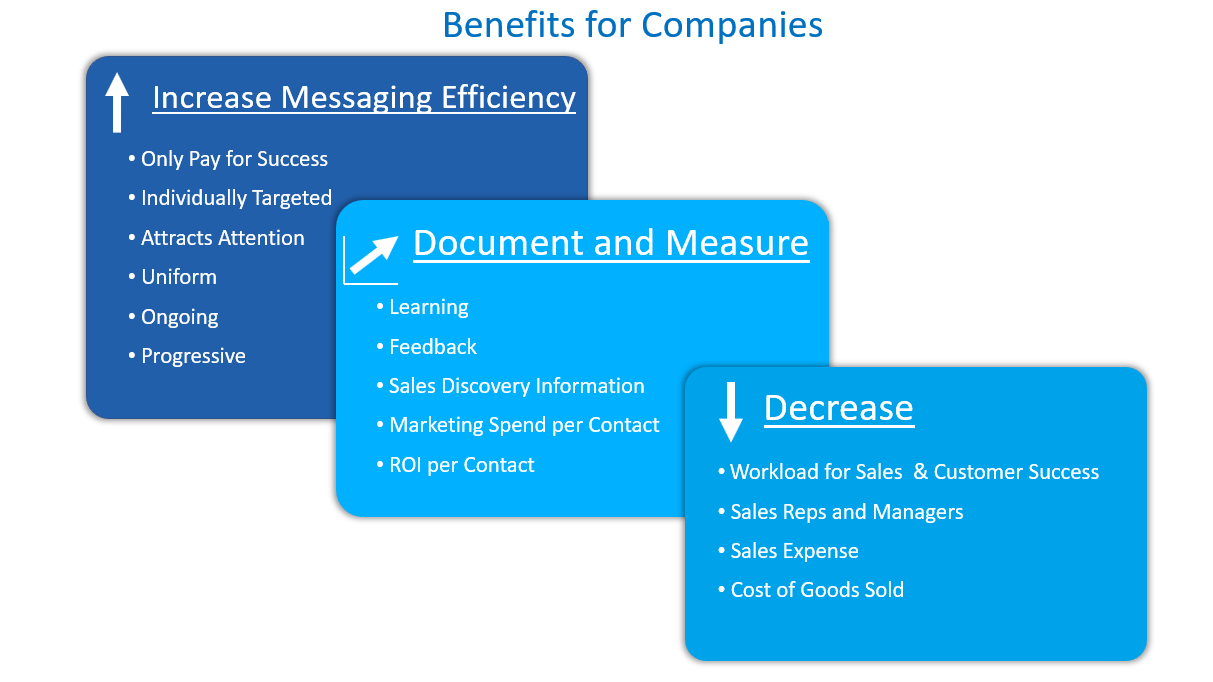 Benefits for Companies
Increase Messaging Efficiency
• Only Pay for Success
• Individually Targeted
• Attracts Attention
• Uniform
• Ongoing
• Progressive
Document and Measure
• Learning
• Feedback
• Sales Discovery Information
• Marketing Spend per Contact
• ROI per Contact
Decrease
• Workload for Sales  & Customer Success
• Sales Reps and Managers
• Sales Expense
• Cost of Goods Sold